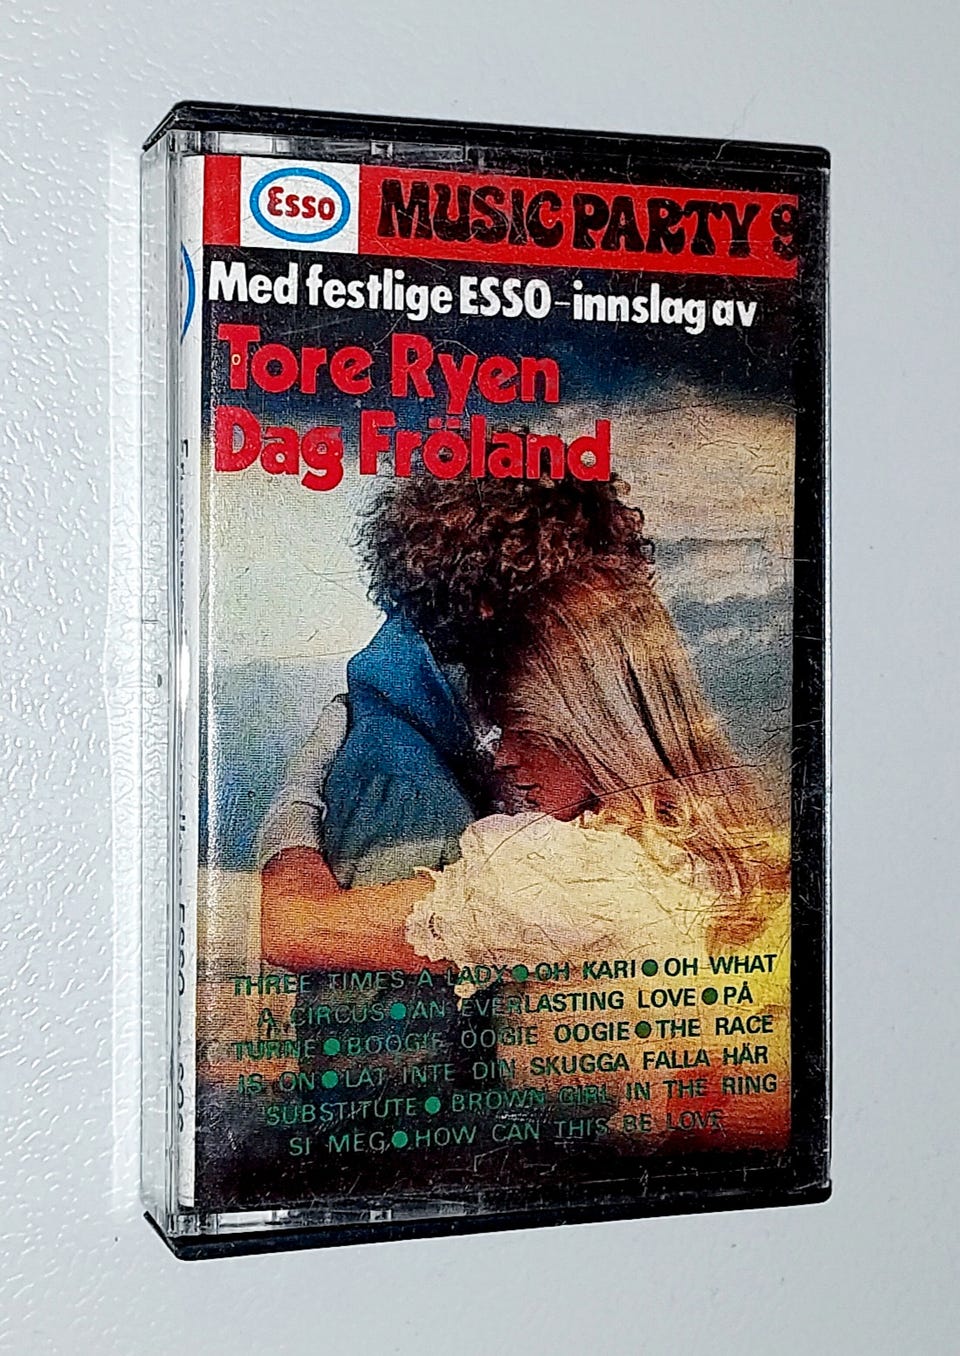 Esso
MUSIC PARTY 9
Med festlige ESSO-innslag av
Tore Ryen
Dag Fröland
THREE TIMES A LADY ● OH KARI ● OH WHAT
A CIRCUS ● AN EVERLASTING LOVE ● PÅ
TURNE ● BOOGIE OOGIE OOGIE ● THE RACE
IS ON ● LAT INTE DIN SKUGGA FALLA HÄR
SUBSTITUTE ● BROWN GIRL IN THE RING
SI MEG ● HOW CAN THIS BE LOVE
ESSO